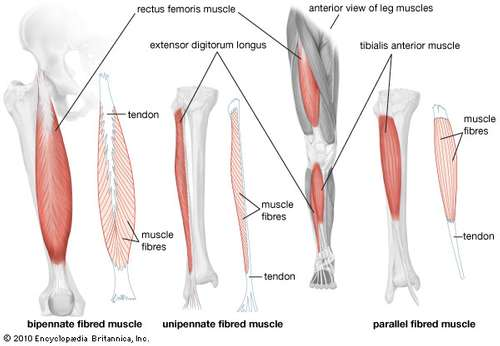 rectus femoris muscle
anterior view of leg muscles
extensor digitorum longus
tibialis anterior muscle
tendon
muscle
fibres
muscle
fibres
muscle
fibres
tendon
tendon
bipennate fibred muscle
unipennate fibred muscle
parallel fibred muscle
© 2010 Encyclopædia Britannica, Inc.